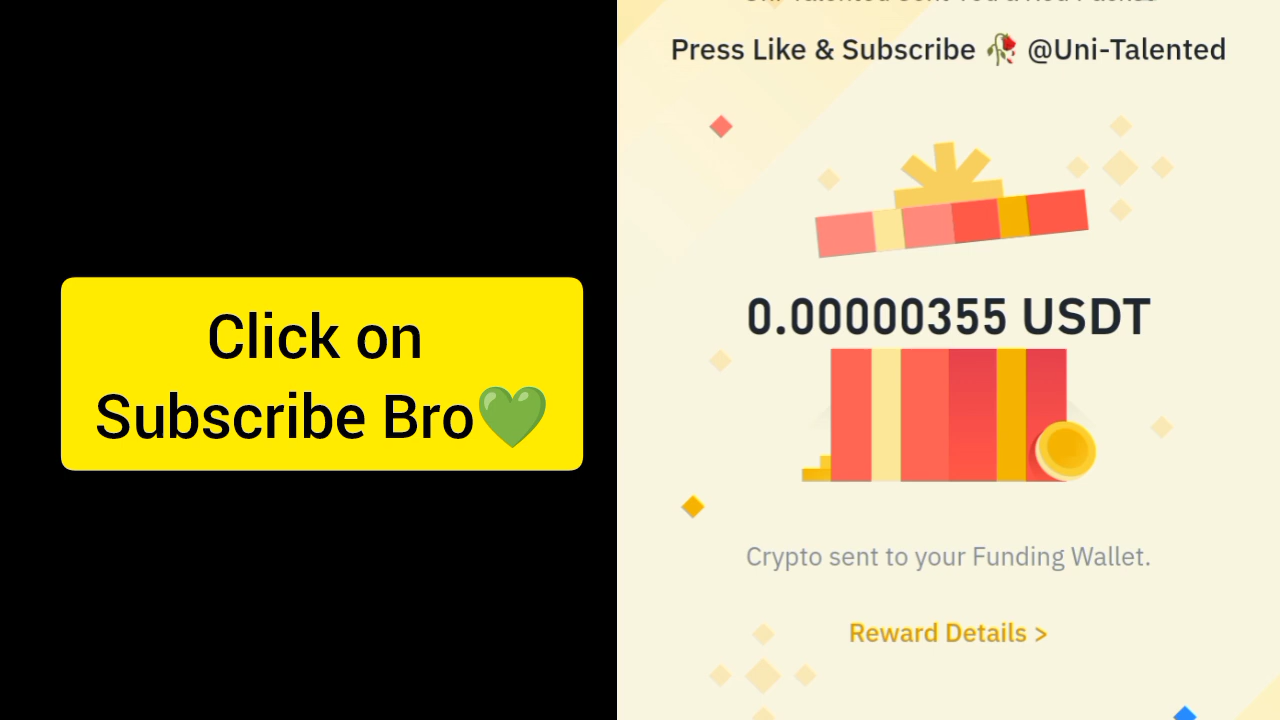 Click on
Subscribe Bro💚
Press Like & Subscribe 🥀 @Uni-Talented
0.00000355 USDT
Crypto sent to your Funding Wallet.
Reward Details >